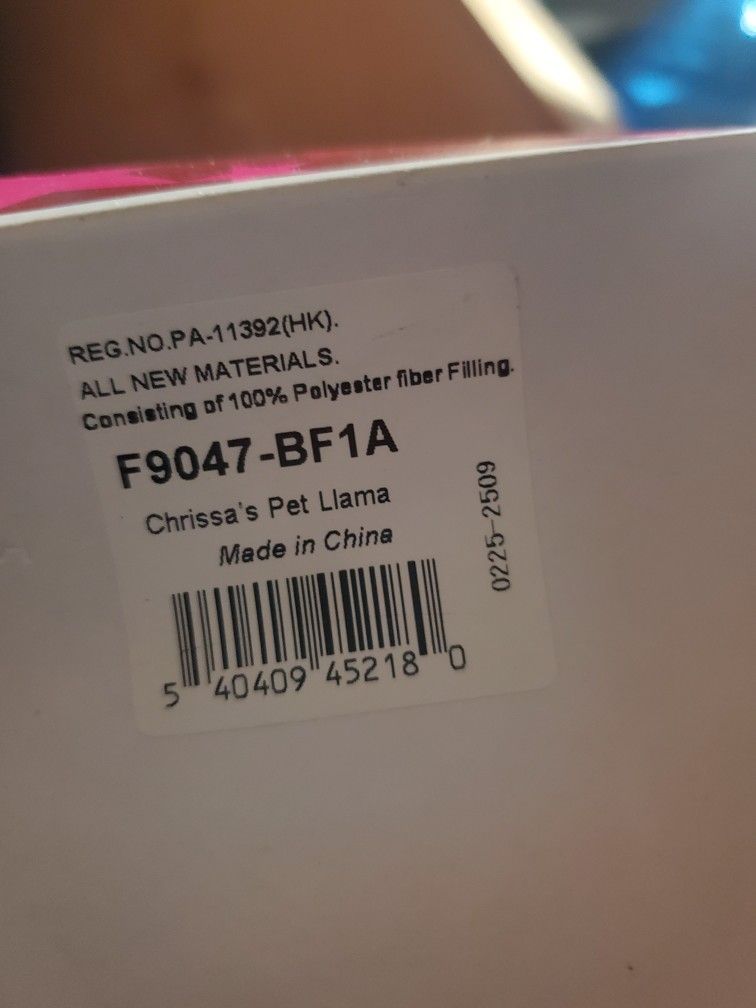 REG.NO.PA-11392(HK).
ALL NEW MATERIALS.
Consisting of 100% Polyester fiber Filling.
F9047-BF1A
Chrissa's Pet Llama
Made in China
0225-2509
5 40409 45218 0